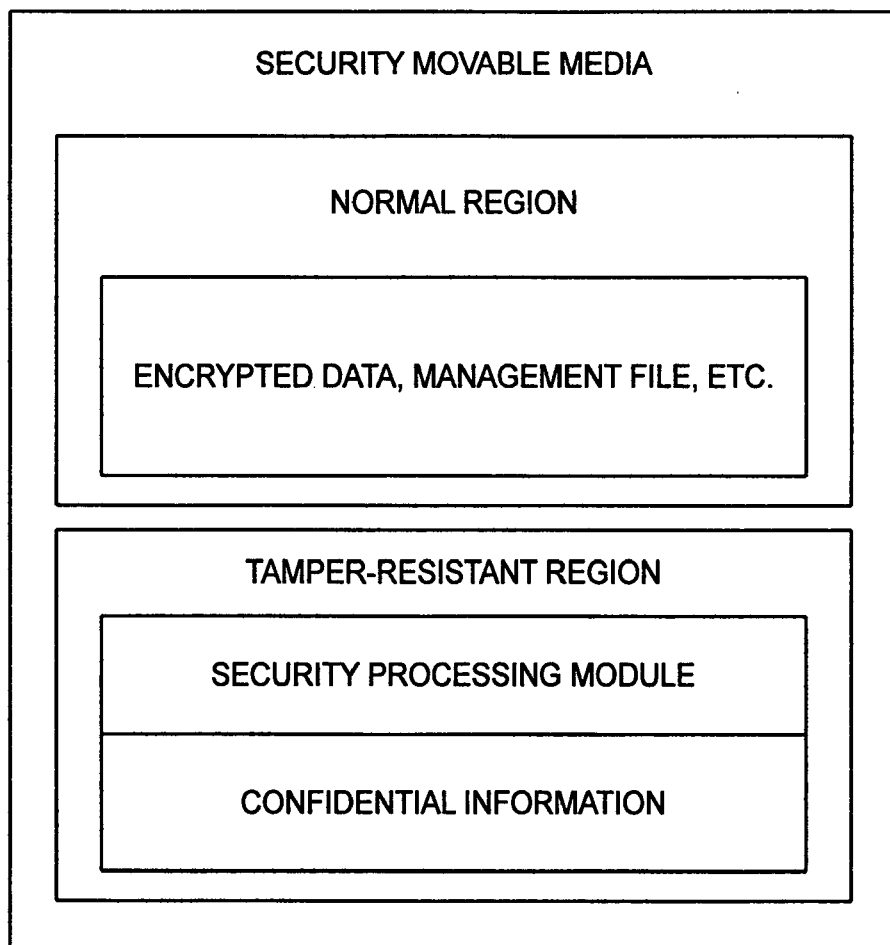 SECURITY MOVABLE MEDIA
NORMAL REGION
ENCRYPTED DATA, MANAGEMENT FILE, ETC.
TAMPER-RESISTANT REGION
SECURITY PROCESSING MODULE
CONFIDENTIAL INFORMATION